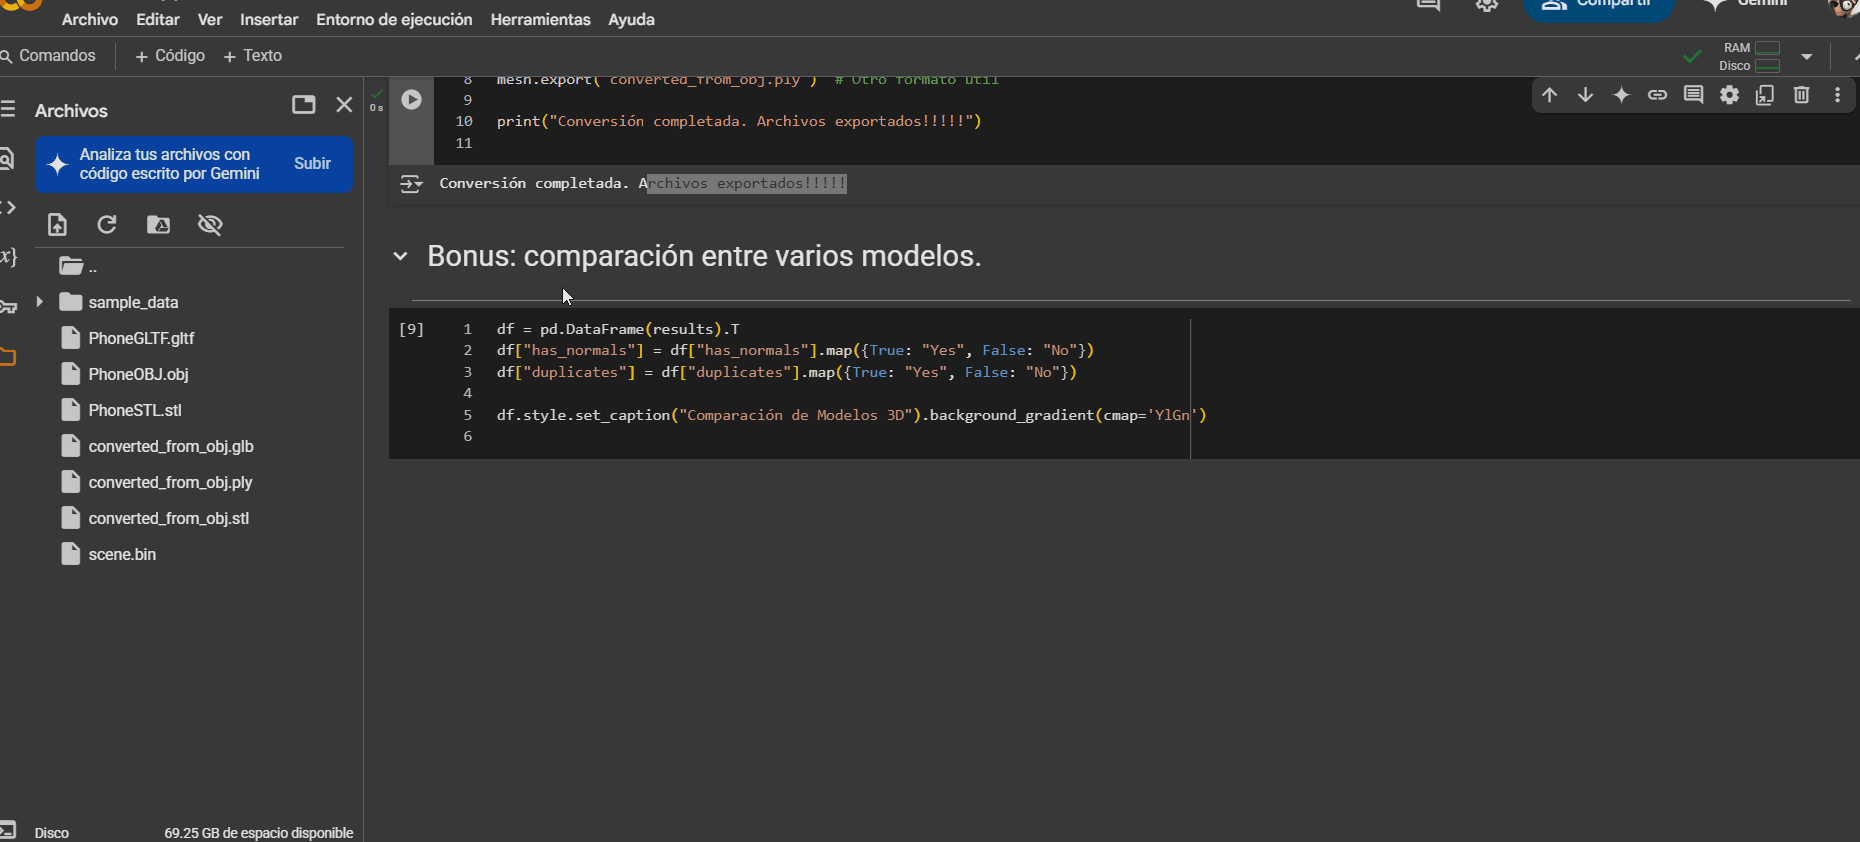 Compartir
Gemini
Archivo Editar Ver Insertar Entorno de ejecución Herramientas Ayuda
Comandos + Código + Texto
RAM
Disco
Archivos
Analiza tus archivos con
código escrito por Gemini
Subir
..
sample_data
PhoneGLTF.gltf
PhoneOBJ.obj
PhoneSTL.stl
converted_from_obj.glb
converted_from_obj.ply
converted_from_obj.stl
scene.bin
Disco 69.25 GB de espacio disponible
0 s
8 mesh.export("converted_from_obj.ply") # Otro formato útil
9
10 print("Conversión completada. Archivos exportados!!!!!")
11
Conversión completada. Archivos exportados!!!!!
Bonus: comparación entre varios modelos.
[9]
1 df = pd.DataFrame(results).T
2 df["has_normals"] = df["has_normals"].map({True: "Yes", False: "No"})
3 df["duplicates"] = df["duplicates"].map({True: "Yes", False: "No"})
4
5 df.style.set_caption("Comparación de Modelos 3D").background_gradient(cmap='YlGn')
6